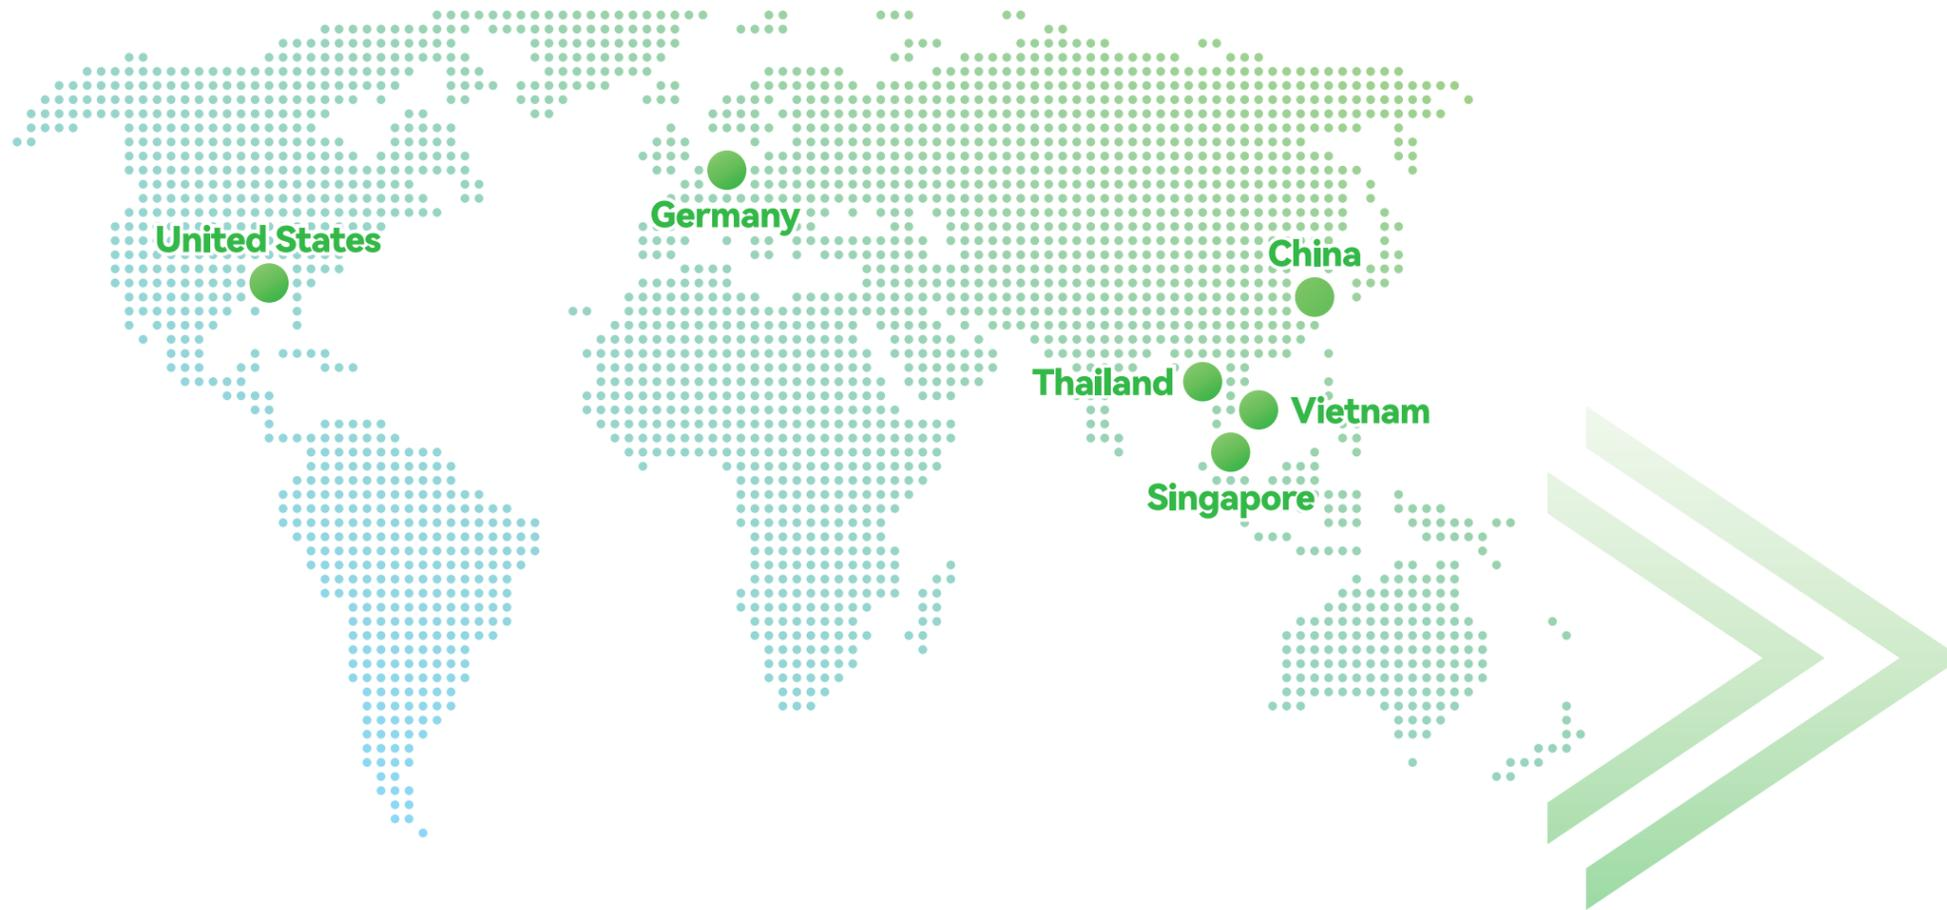 Germany
United States
China
Thailand
Vietnam
Singapore